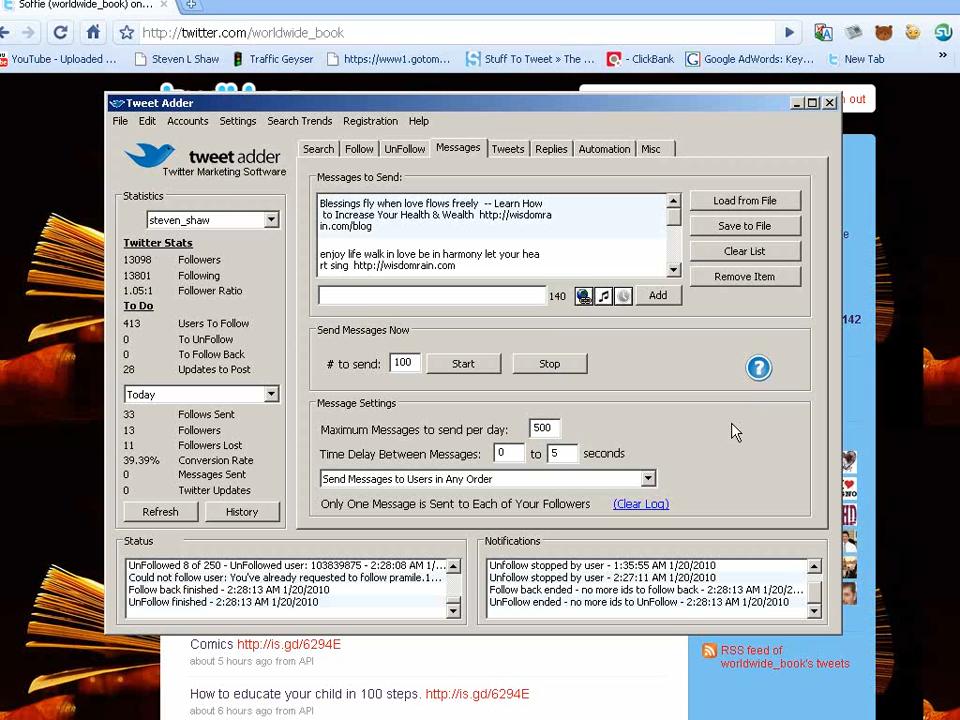 Soffie (worldwide_book) on...
http://twitter.com/worldwide_book
YouTube - Uploaded ...
Steven L Shaw
Traffic Geyser
https://www1.gotom...
Stuff To Tweet » The ...
- ClickBank
Google AdWords: Key...
New Tab
»
out
Tweet Adder
File Edit Accounts Settings Search Trends Registration Help
tweet adder
Twitter Marketing Software
Search Follow UnFollow Messages Tweets Replies Automation Misc
Statistics
steven_shaw
Twitter Stats
13098 Followers
13801 Following
1.05:1 Follower Ratio
To Do
413 Users To Follow
0 To UnFollow
0 To Follow Back
28 Updates to Post
Today
33 Follows Sent
13 Followers
11 Followers Lost
39.39% Conversion Rate
0 Messages Sent
0 Twitter Updates
Refresh History
Messages to Send:
Blessings fly when love flows freely -- Learn How
to Increase Your Health & Wealth http://wisdomra
in.com/blog
enjoy life walk in love be in harmony let your hea
rt sing http://wisdomrain.com
Load from File
Save to File
Clear List
Remove Item
140 Add
Send Messages Now
# to send: 100 Start Stop
?
Message Settings
Maximum Messages to send per day: 500
Time Delay Between Messages: 0 to 5 seconds
Send Messages to Users in Any Order
Only One Message is Sent to Each of Your Followers (Clear Log)
142
Status
UnFollowed 8 of 250 - UnFollowed user: 103839875 - 2:28:08 AM 1/...
Could not follow user: You've already requested to follow pramile.1...
Follow back finished - 2:28:13 AM 1/20/2010
UnFollow finished - 2:28:13 AM 1/20/2010
Notifications
Unfollow stopped by user - 1:35:55 AM 1/20/2010
Unfollow stopped by user - 2:27:11 AM 1/20/2010
Follow back ended - no more ids to follow back - 2:28:13 AM 1/20/2...
UnFollow ended - no more ids to UnFollow - 2:28:13 AM 1/20/2010
Comics http://is.gd/6294E
about 5 hours ago from API
How to educate your child in 100 steps. http://is.gd/6294E
about 6 hours ago from API
RSS feed of
worldwide_book's tweets